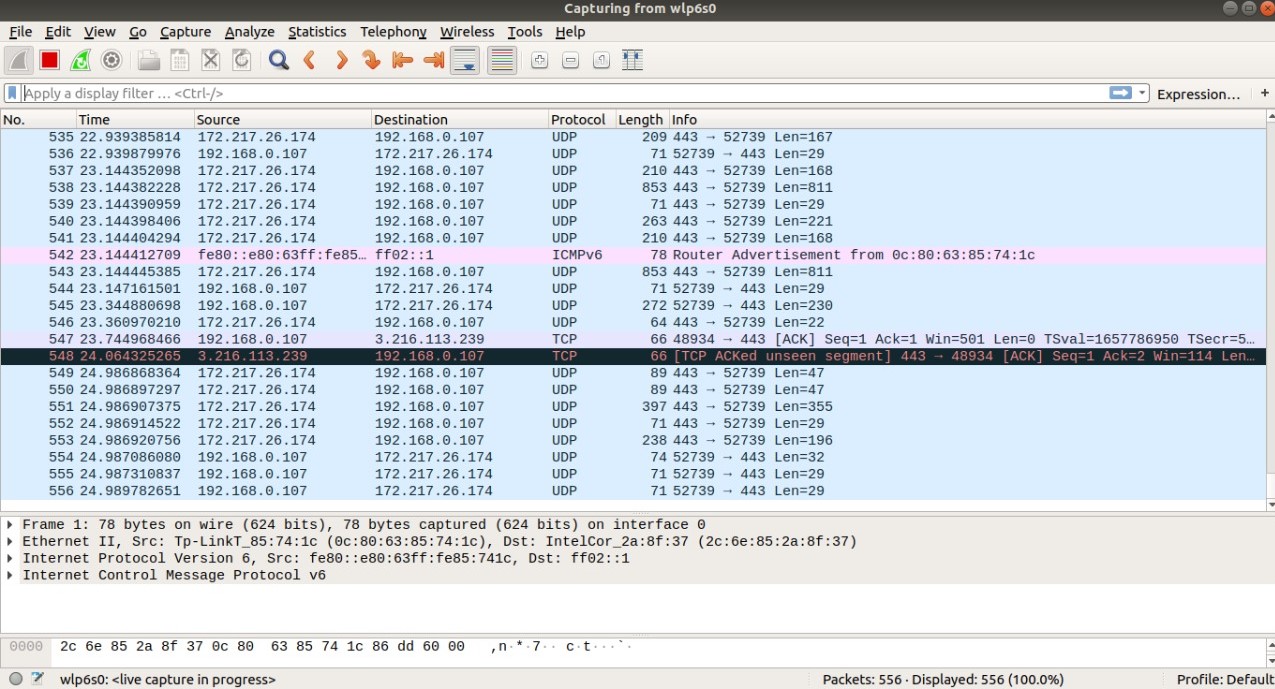 Capturing from wlp6s0
File Edit View Go Capture Analyze Statistics Telephony Wireless Tools Help
Apply a display filter … <Ctrl-/> Expression… +
No. Time Source Destination Protocol Length Info
535 22.939385814 172.217.26.174 192.168.0.107 UDP 209 443 → 52739 Len=167
536 22.939879976 192.168.0.107 172.217.26.174 UDP 71 52739 → 443 Len=29
537 23.144352098 172.217.26.174 192.168.0.107 UDP 210 443 → 52739 Len=168
538 23.144382228 172.217.26.174 192.168.0.107 UDP 853 443 → 52739 Len=811
539 23.144390959 172.217.26.174 192.168.0.107 UDP 71 443 → 52739 Len=29
540 23.144398406 172.217.26.174 192.168.0.107 UDP 263 443 → 52739 Len=221
541 23.144404294 172.217.26.174 192.168.0.107 UDP 210 443 → 52739 Len=168
542 23.144412709 fe80::e80:63ff:fe85… ff02::1 ICMPv6 78 Router Advertisement from 0c:80:63:85:74:1c
543 23.144445385 172.217.26.174 192.168.0.107 UDP 853 443 → 52739 Len=811
544 23.147161501 192.168.0.107 172.217.26.174 UDP 71 52739 → 443 Len=29
545 23.344880698 192.168.0.107 172.217.26.174 UDP 272 52739 → 443 Len=230
546 23.360970210 172.217.26.174 192.168.0.107 UDP 64 443 → 52739 Len=22
547 23.744968466 192.168.0.107 3.216.113.239 TCP 66 48934 → 443 [ACK] Seq=1 Ack=1 Win=501 Len=0 TSval=1657786950 TSecr=5…
548 24.064325265 3.216.113.239 192.168.0.107 TCP 66 [TCP ACKed unseen segment] 443 → 48934 [ACK] Seq=1 Ack=2 Win=114 Len…
549 24.986868364 172.217.26.174 192.168.0.107 UDP 89 443 → 52739 Len=47
550 24.986897297 172.217.26.174 192.168.0.107 UDP 89 443 → 52739 Len=47
551 24.986907375 172.217.26.174 192.168.0.107 UDP 397 443 → 52739 Len=355
552 24.986914522 172.217.26.174 192.168.0.107 UDP 71 443 → 52739 Len=29
553 24.986920756 172.217.26.174 192.168.0.107 UDP 238 443 → 52739 Len=196
554 24.987086080 192.168.0.107 172.217.26.174 UDP 74 52739 → 443 Len=32
555 24.987310837 192.168.0.107 172.217.26.174 UDP 71 52739 → 443 Len=29
556 24.989782651 192.168.0.107 172.217.26.174 UDP 71 52739 → 443 Len=29
Frame 1: 78 bytes on wire (624 bits), 78 bytes captured (624 bits) on interface 0
Ethernet II, Src: Tp-LinkT_85:74:1c (0c:80:63:85:74:1c), Dst: IntelCor_2a:8f:37 (2c:6e:85:2a:8f:37)
Internet Protocol Version 6, Src: fe80::e80:63ff:fe85:741c, Dst: ff02::1
Internet Control Message Protocol v6
0000 2c 6e 85 2a 8f 37 0c 80 63 85 74 1c 86 dd 60 00 ,n·*·7·· c·t···`·
wlp6s0: <live capture in progress> Packets: 556 · Displayed: 556 (100.0%) Profile: Default